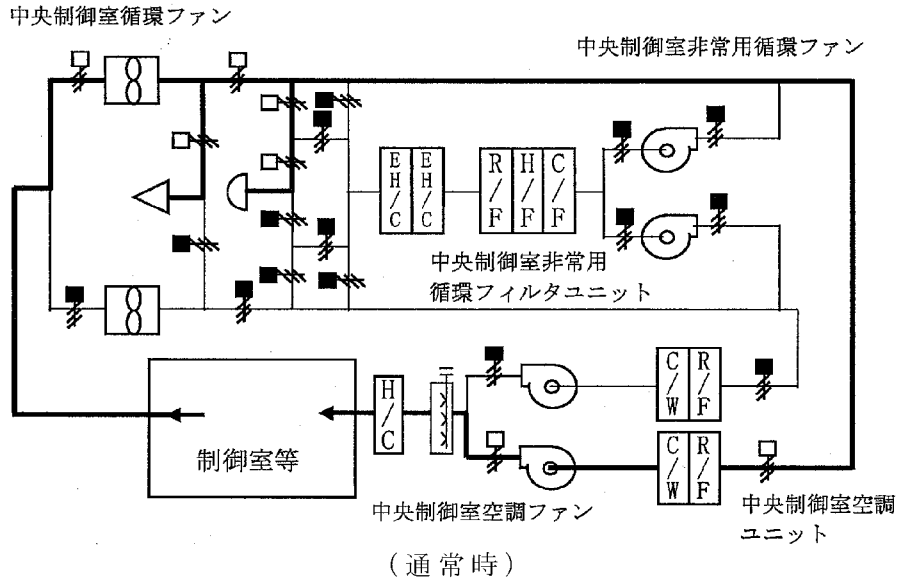 中央制御室循環ファン
中央制御室非常用循環ファン
EH/C
EH/C
R/F
H/F
C/F
中央制御室非常用
循環フィルタユニット
C/W
R/F
H/C
制御室等
C/W
R/F
中央制御室空調ファン
中央制御室空調
ユニット
(通常時)